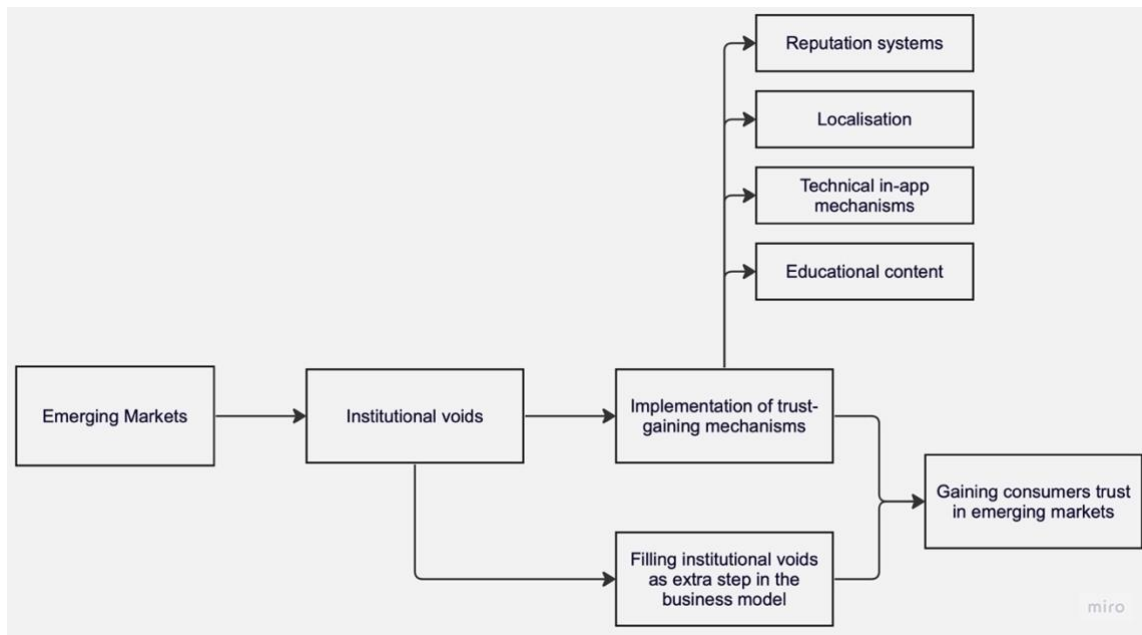 Reputation systems
Localisation
Technical in-app
mechanisms
Educational content
Emerging Markets
Institutional voids
Implementation of trust-
gaining mechanisms
Gaining consumers trust
in emerging markets
Filling institutional voids
as extra step in the
business model
miro